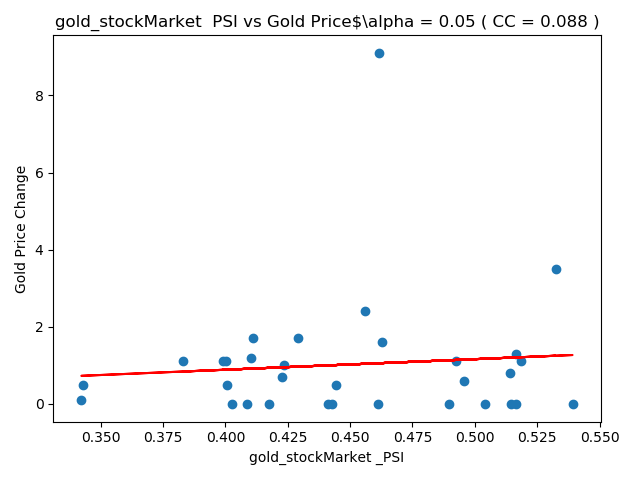 gold_stockMarket  PSI vs Gold Price$\alpha = 0.05 ( CC = 0.088 )
Gold Price Change
8
6
4
2
0
0.350 0.375 0.400 0.425 0.450 0.475 0.500 0.525 0.550
gold_stockMarket _PSI